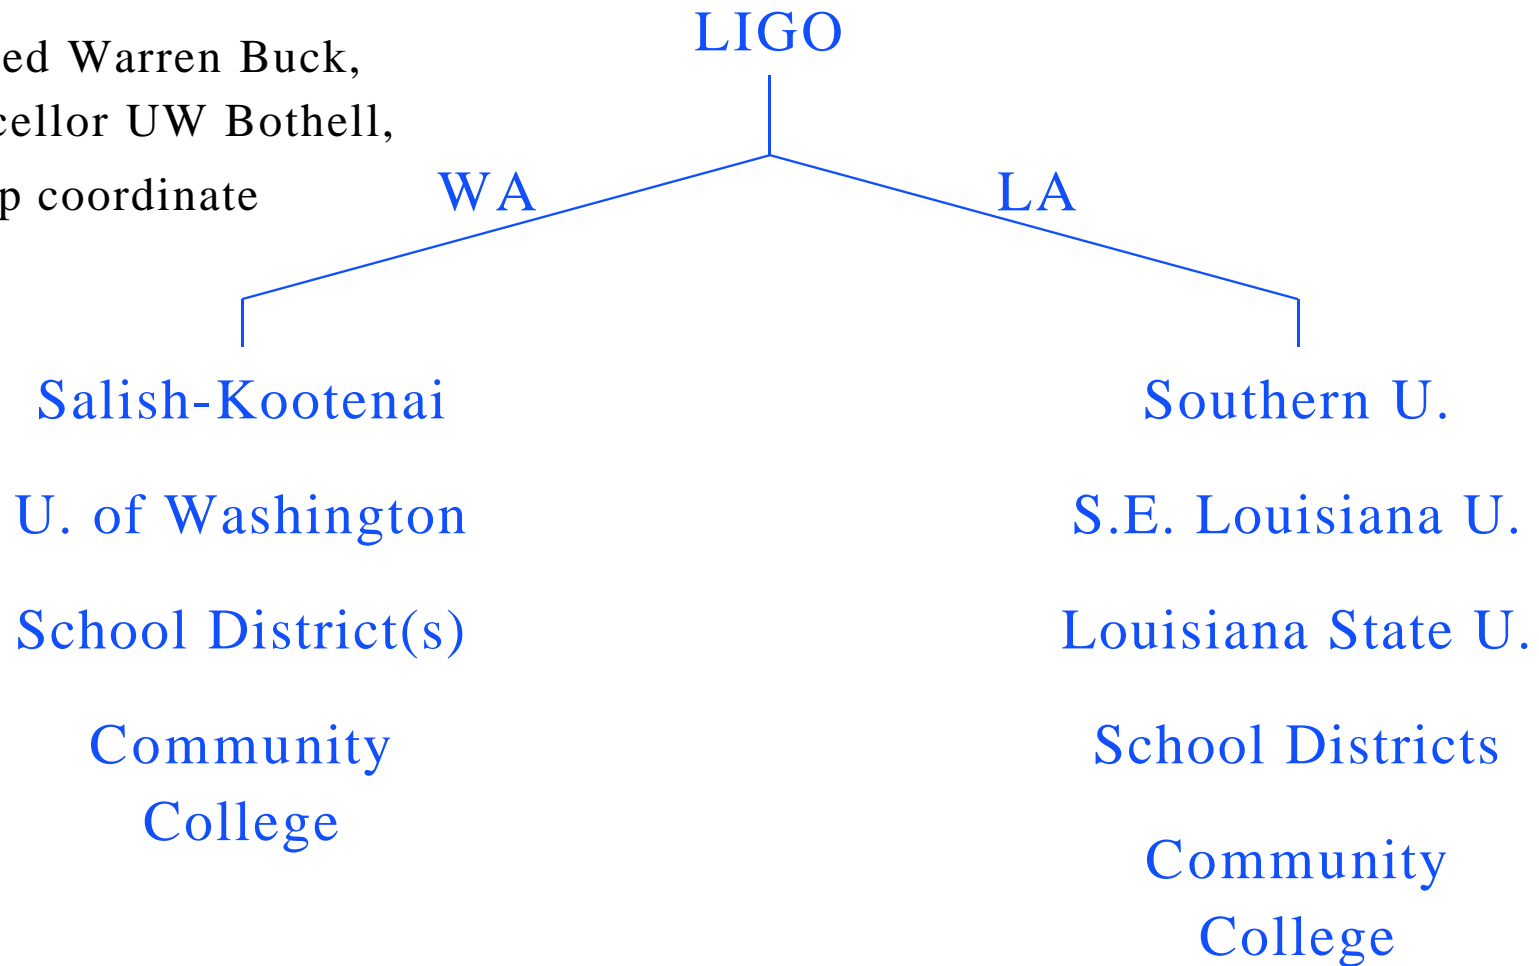 LIGO
ed Warren Buck,
cellor UW Bothell,
p coordinate
WA
LA
Salish-Kootenai
U. of Washington
School District(s)
Community
College
Southern U.
S.E. Louisiana U.
Louisiana State U.
School Districts
Community
College